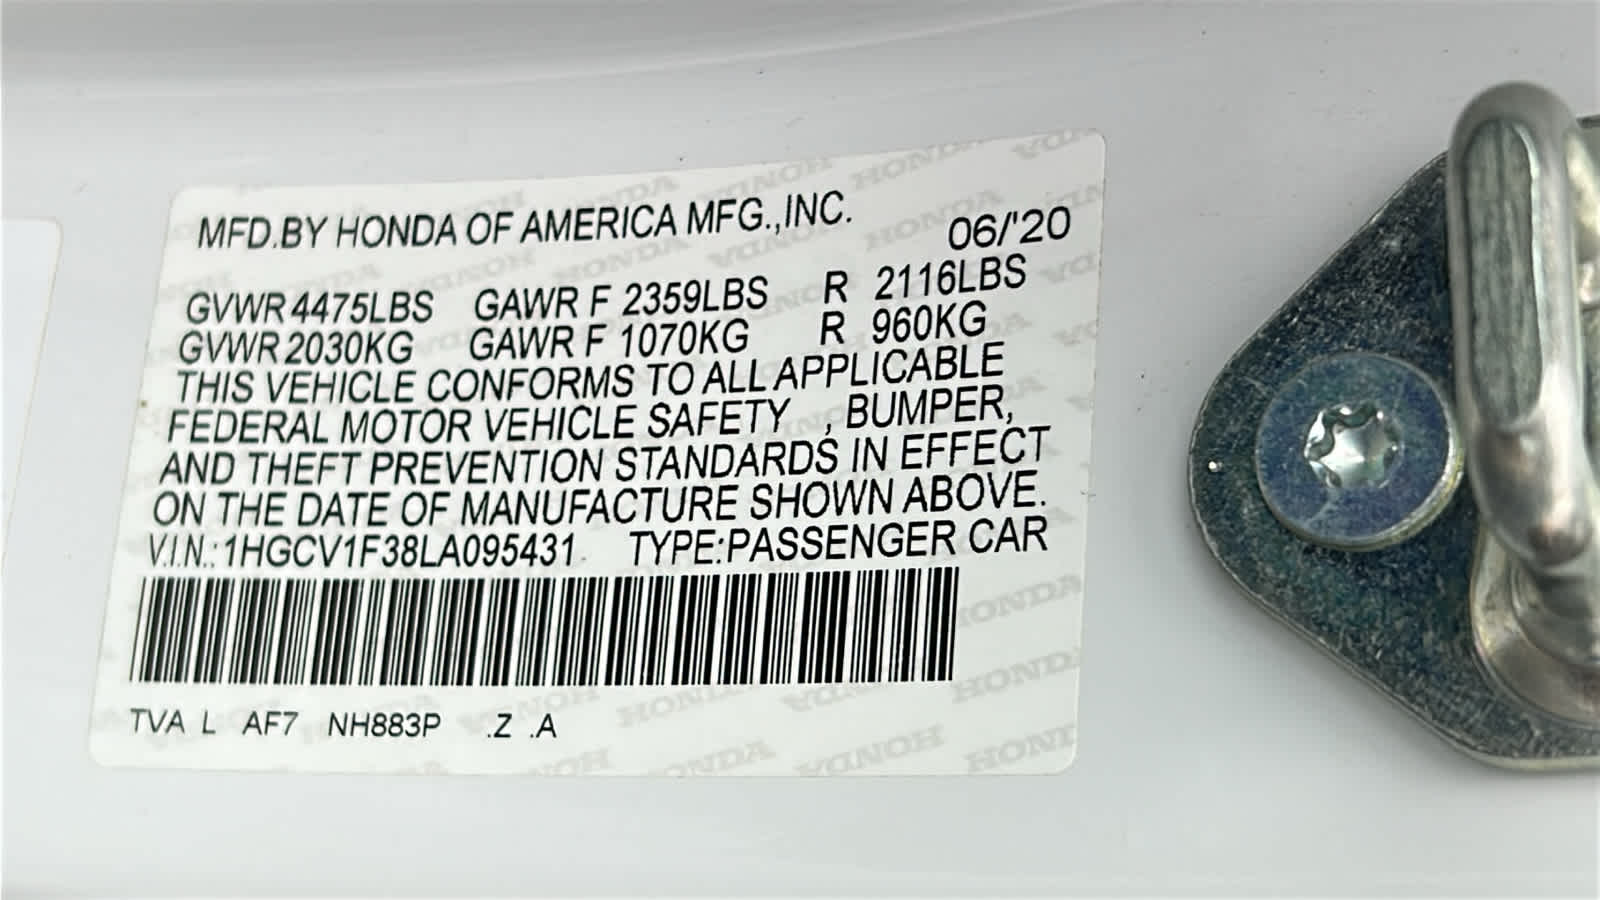 MFD.BY HONDA OF AMERICA MFG.,INC. 06/'20
GVWR 4475LBS GAWR F 2359LBS R 2116LBS
GVWR 2030KG GAWR F 1070KG R 960KG
THIS VEHICLE CONFORMS TO ALL APPLICABLE
FEDERAL MOTOR VEHICLE SAFETY , BUMPER,
AND THEFT PREVENTION STANDARDS IN EFFECT
ON THE DATE OF MANUFACTURE SHOWN ABOVE.
V.I.N.: 1HGCV1F38LA095431 TYPE:PASSENGER CAR
TVA L AF7 NH883P .Z .A